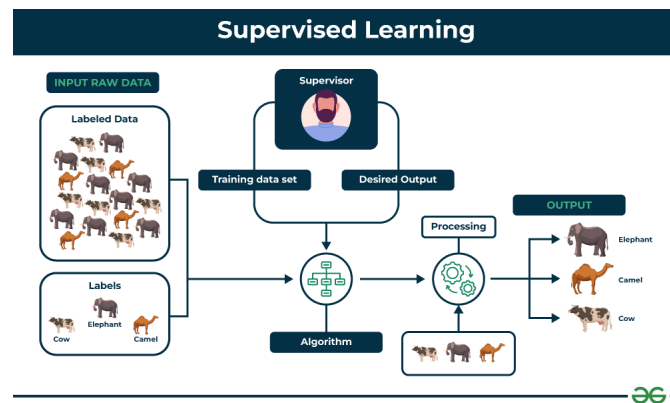 Supervised Learning
INPUT RAW DATA
Labeled Data
Supervisor
Training data set
Desired Output
OUTPUT
Processing
Elephant
Camel
Cow
Labels
Elephant
Cow
Camel
Algorithm